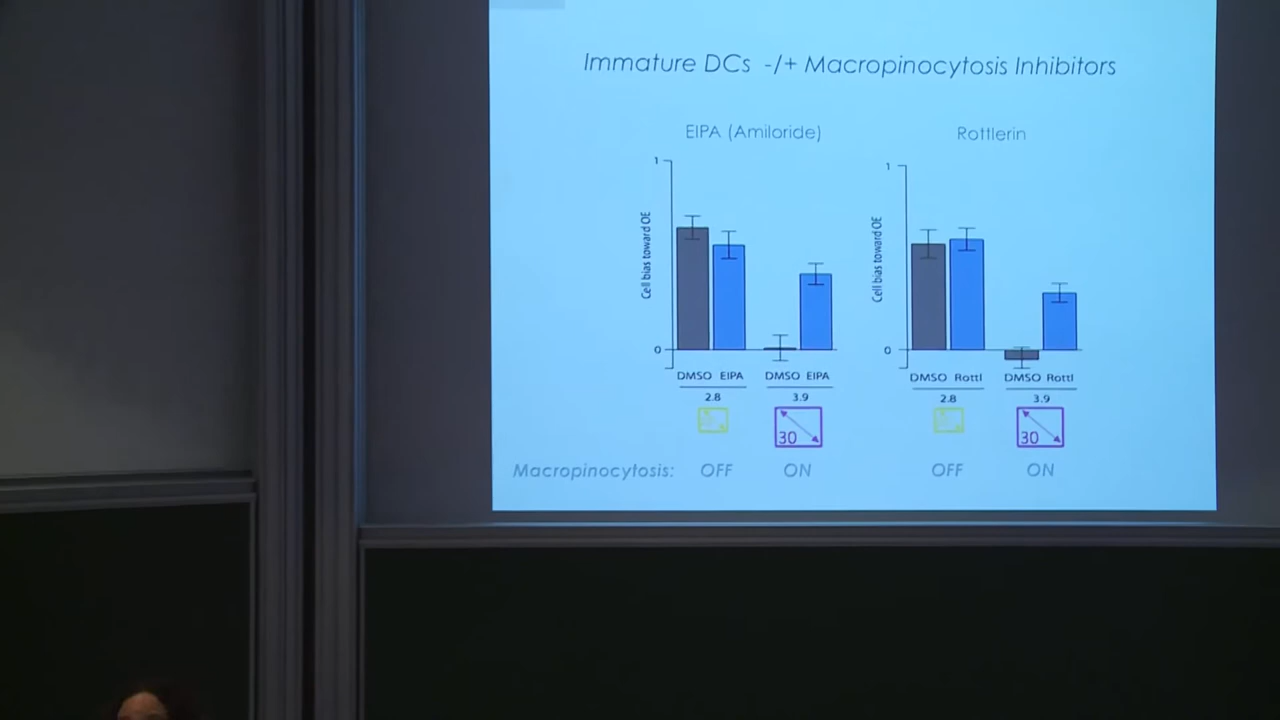 Immature DCs -/+ Macropinocytosis Inhibitors
EIPA (Amiloride)
Rottlerin
1
Cell bias toward OE
0
DMSO EIPA
DMSO EIPA
2.8
3.9
30
1
Cell bias toward OE
0
DMSO Rottl
DMSO Rottl
2.8
3.9
30
Macropinocytosis: OFF ON OFF ON